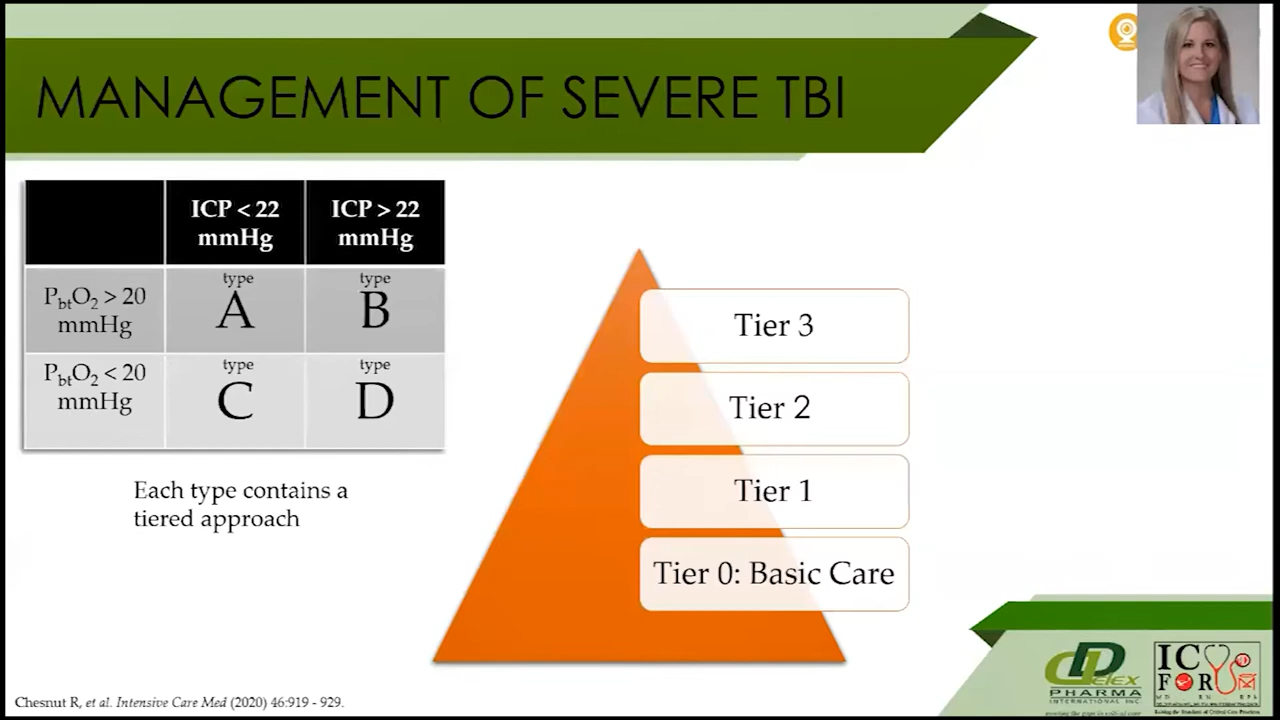 MANAGEMENT OF SEVERE TBI
ICP < 22
mmHg
ICP > 22
mmHg
PbtO2 > 20
mmHg
type
A
type
B
PbtO2 < 20
mmHg
type
C
type
D
Each type contains a
tiered approach
Tier 3
Tier 2
Tier 1
Tier 0: Basic Care
Chesnut R, et al. Intensive Care Med (2020) 46:919 - 929.
PHARMA
INTERNATIONAL INC.
IC
FOR M